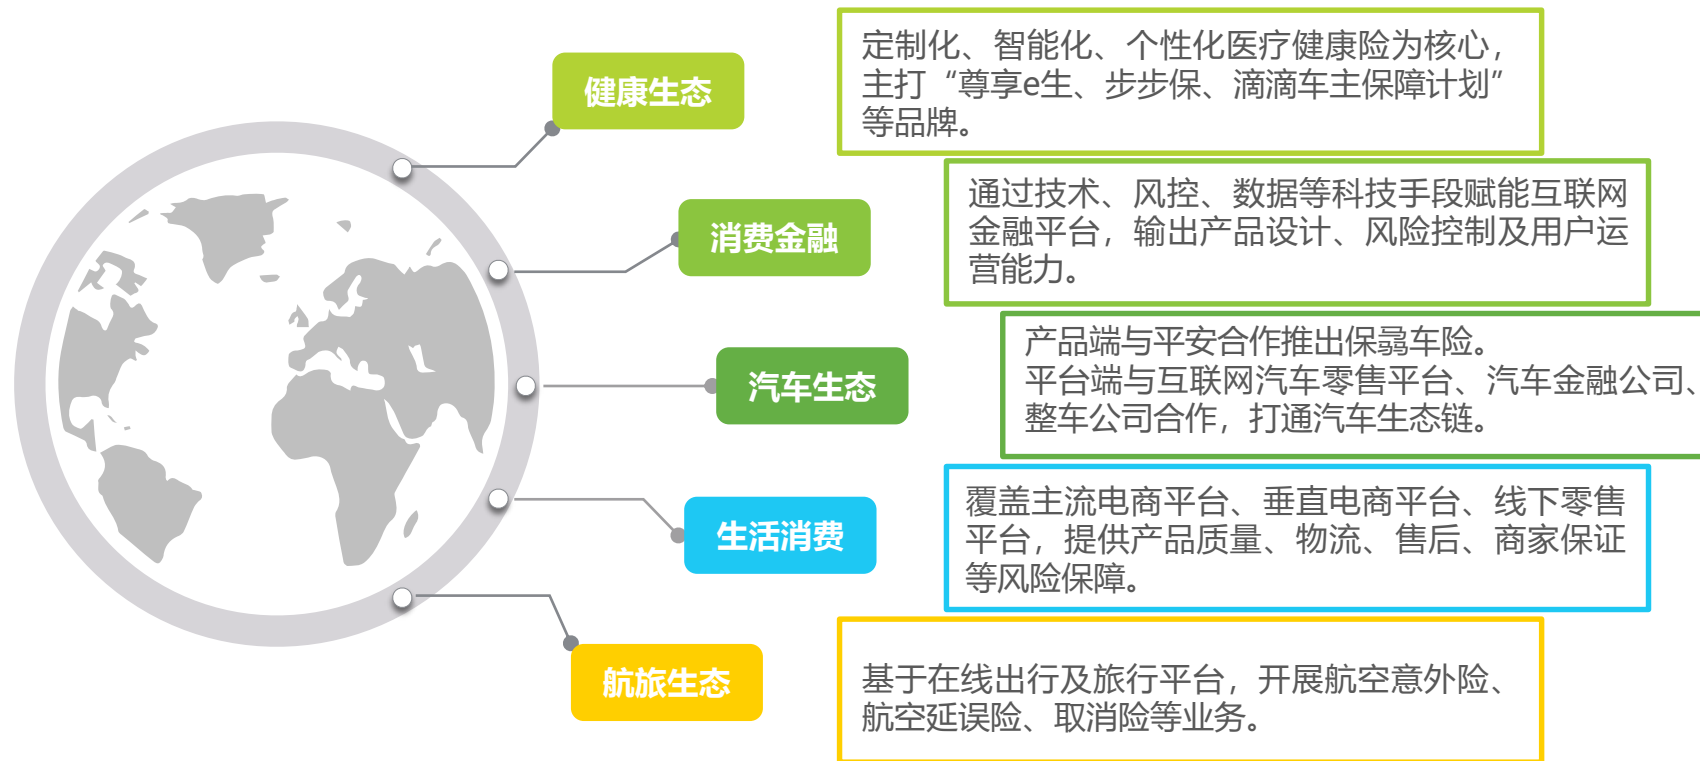 健康生态
定制化、智能化、个性化医疗健康险为核心，
主打“尊享e生、步步保、滴滴车主保障计划”
等品牌。
消费金融
通过技术、风控、数据等科技手段赋能互联网
金融平台，输出产品设计、风险控制及用户运
营能力。
汽车生态
产品端与平安合作推出保骉车险。
平台端与互联网汽车零售平台、汽车金融公司、
整车公司合作，打通汽车生态链。
生活消费
覆盖主流电商平台、垂直电商平台、线下零售
平台，提供产品质量、物流、售后、商家保证
等风险保障。
航旅生态
基于在线出行及旅行平台，开展航空意外险、
航空延误险、取消险等业务。